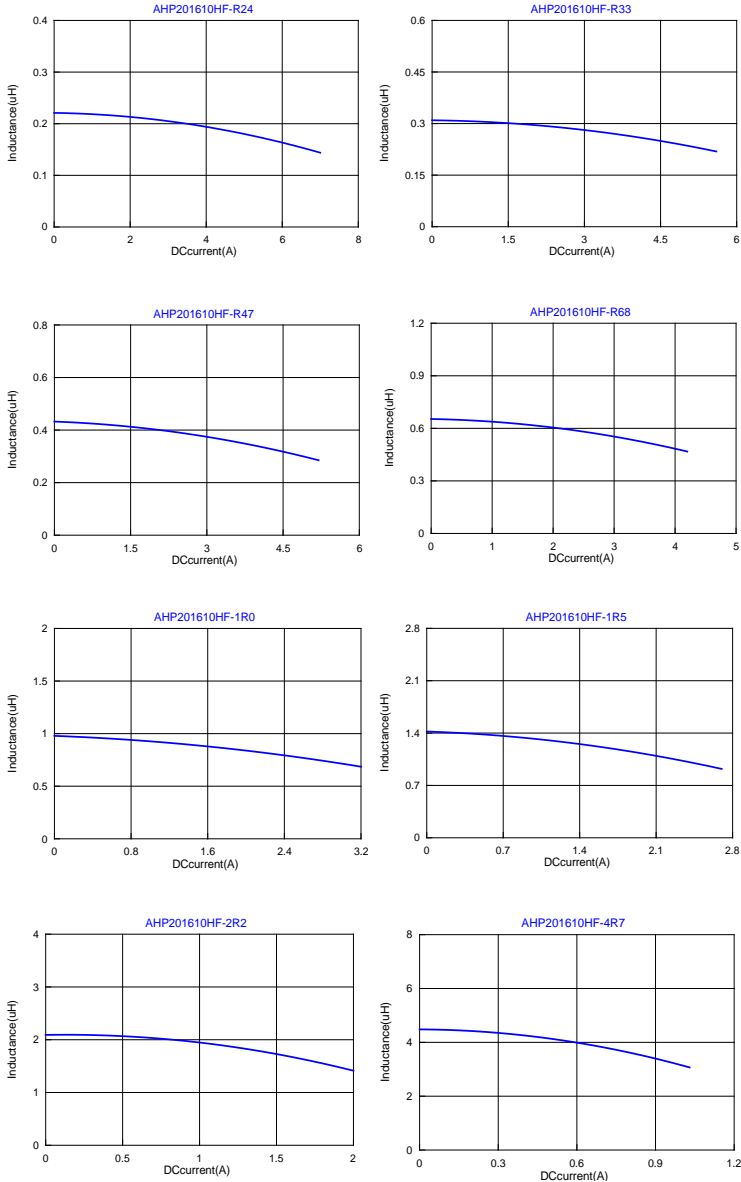 AHP201610HF-R24
Inductance(uH)
0.4
0.3
0.2
0.1
0
0 2 4 6 8
DCcurrent(A)
AHP201610HF-R33
Inductance(uH)
0.6
0.45
0.3
0.15
0
0 1.5 3 4.5 6
DCcurrent(A)
AHP201610HF-R47
Inductance(uH)
0.8
0.6
0.4
0.2
0
0 1.5 3 4.5 6
DCcurrent(A)
AHP201610HF-R68
Inductance(uH)
1.2
0.9
0.6
0.3
0
0 1 2 3 4 5
DCcurrent(A)
AHP201610HF-1R0
Inductance(uH)
2
1.5
1
0.5
0
0 0.8 1.6 2.4 3.2
DCcurrent(A)
AHP201610HF-1R5
Inductance(uH)
2.8
2.1
1.4
0.7
0
0 0.7 1.4 2.1 2.8
DCcurrent(A)
AHP201610HF-2R2
Inductance(uH)
4
3
2
1
0
0 0.5 1 1.5 2
DCcurrent(A)
AHP201610HF-4R7
Inductance(uH)
8
6
4
2
0
0 0.3 0.6 0.9 1.2
DCcurrent(A)